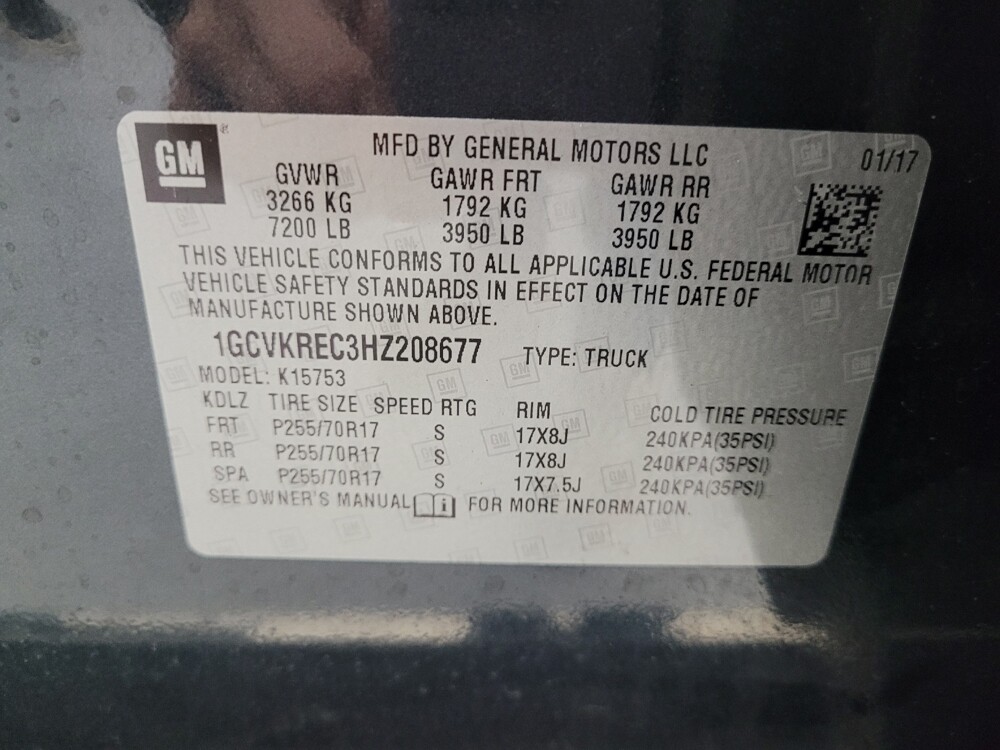 GM
MFD BY GENERAL MOTORS LLC 01/17
GVWR GAWR FRT GAWR RR
3266 KG 1792 KG 1792 KG
7200 LB 3950 LB 3950 LB
THIS VEHICLE CONFORMS TO ALL APPLICABLE U.S. FEDERAL MOTOR
VEHICLE SAFETY STANDARDS IN EFFECT ON THE DATE OF
MANUFACTURE SHOWN ABOVE.
1GCVKREC3HZ208677 TYPE: TRUCK
MODEL: K15753
KDLZ TIRE SIZE SPEED RTG RIM COLD TIRE PRESSURE
FRT P255/70R17 S 17X8J 240KPA(35PSI)
RR P255/70R17 S 17X8J 240KPA(35PSI)
SPA P255/70R17 S 17X7.5J 240KPA(35PSI)
SEE OWNER'S MANUAL FOR MORE INFORMATION.